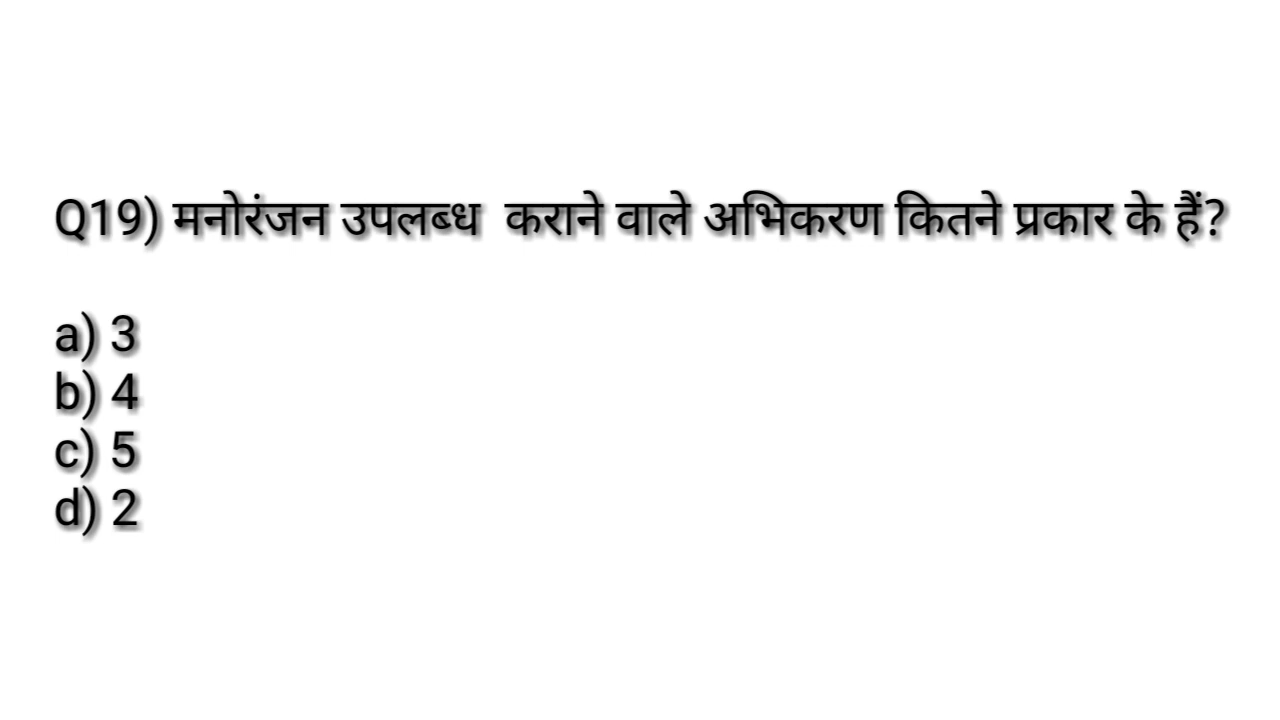 Q19) मनोरंजन उपलब्ध कराने वाले अभिकरण कितने प्रकार के हैं?
a) 3
b) 4
c) 5
d) 2